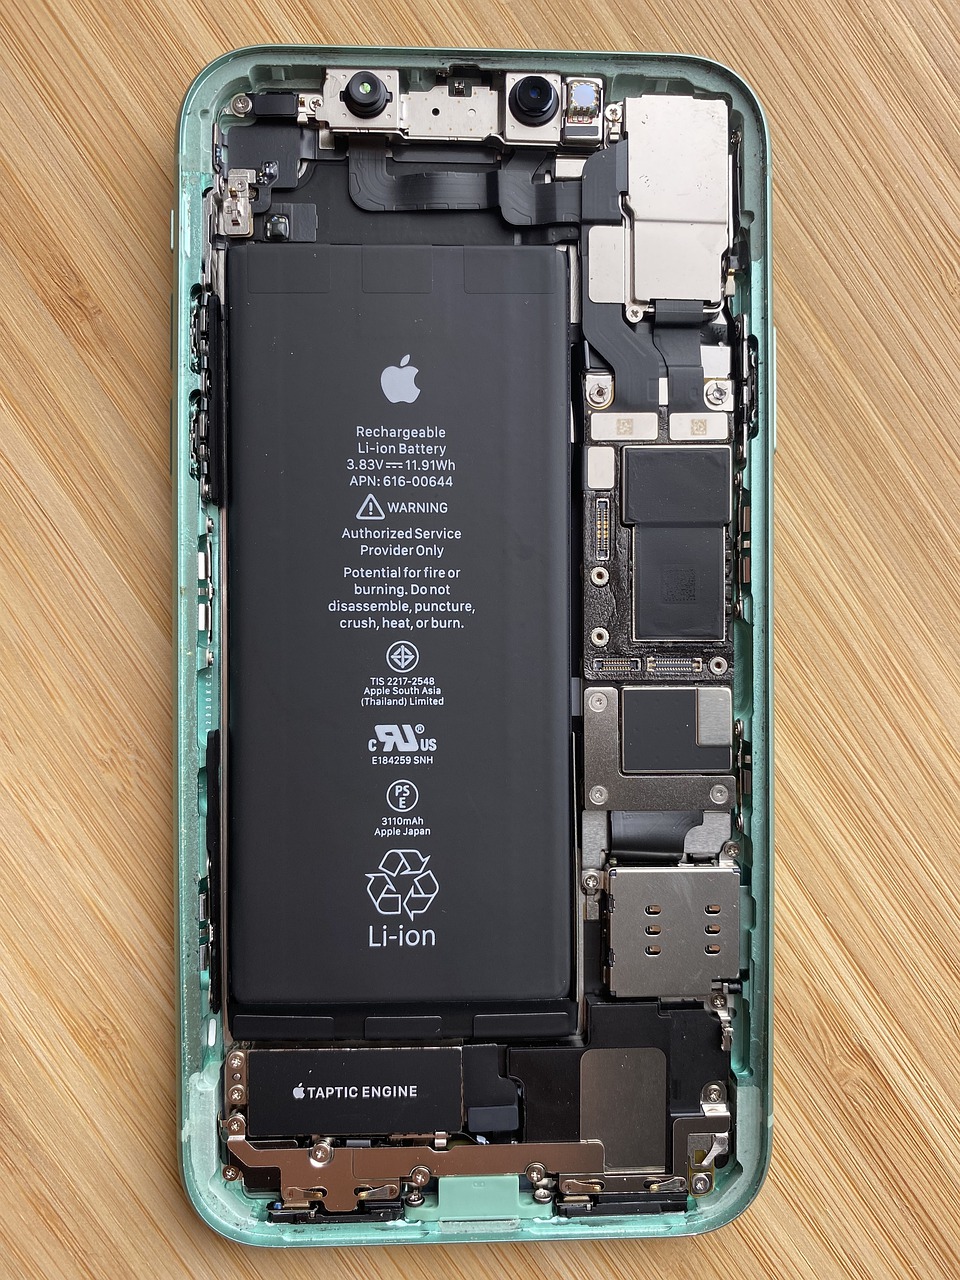 Rechargeable
Li-ion Battery
3.83V 11.91Wh
APN: 616-00644
WARNING
Authorized Service
Provider Only
Potential for fire or
burning. Do not
disassemble, puncture,
crush, heat, or burn.
TIS 2217-2548
Apple South Asia
(Thailand) Limited
C RU® US
E184259 SNH
PS
E
3110mAh
Apple Japan
Li-ion
TAPTIC ENGINE